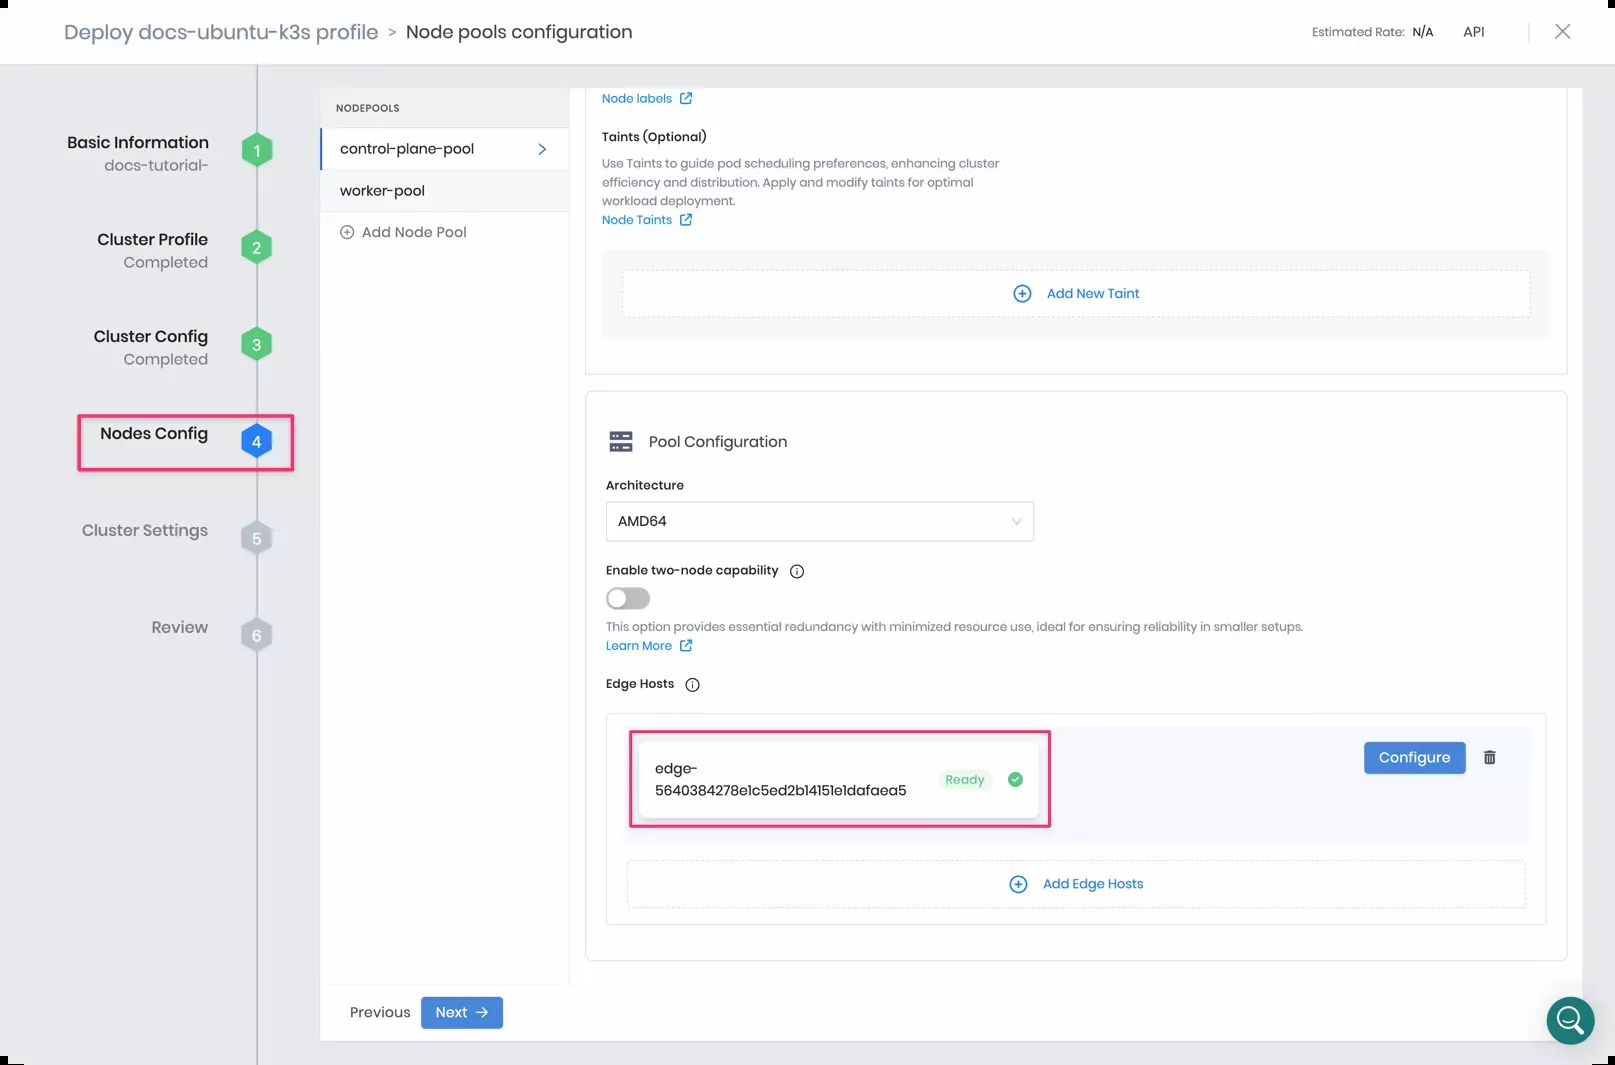 Deploy docs-ubuntu-k3s profile > Node pools configuration
Estimated Rate: N/A
API
Basic Information
docs-tutorial-
1
Cluster Profile
Completed
2
Cluster Config
Completed
3
Nodes Config
4
Cluster Settings
5
Review
6
NODEPOOLS
control-plane-pool
worker-pool
Add Node Pool
Node labels
Taints (Optional)
Use Taints to guide pod scheduling preferences, enhancing cluster
efficiency and distribution. Apply and modify taints for optimal
workload deployment.
Node Taints
Add New Taint
Pool Configuration
Architecture
AMD64
Enable two-node capability
This option provides essential redundancy with minimized resource use, ideal for ensuring reliability in smaller setups.
Learn More
Edge Hosts
edge-
5640384278e1c5ed2b14151e1dafaea5
Ready
Configure
Add Edge Hosts
Previous
Next